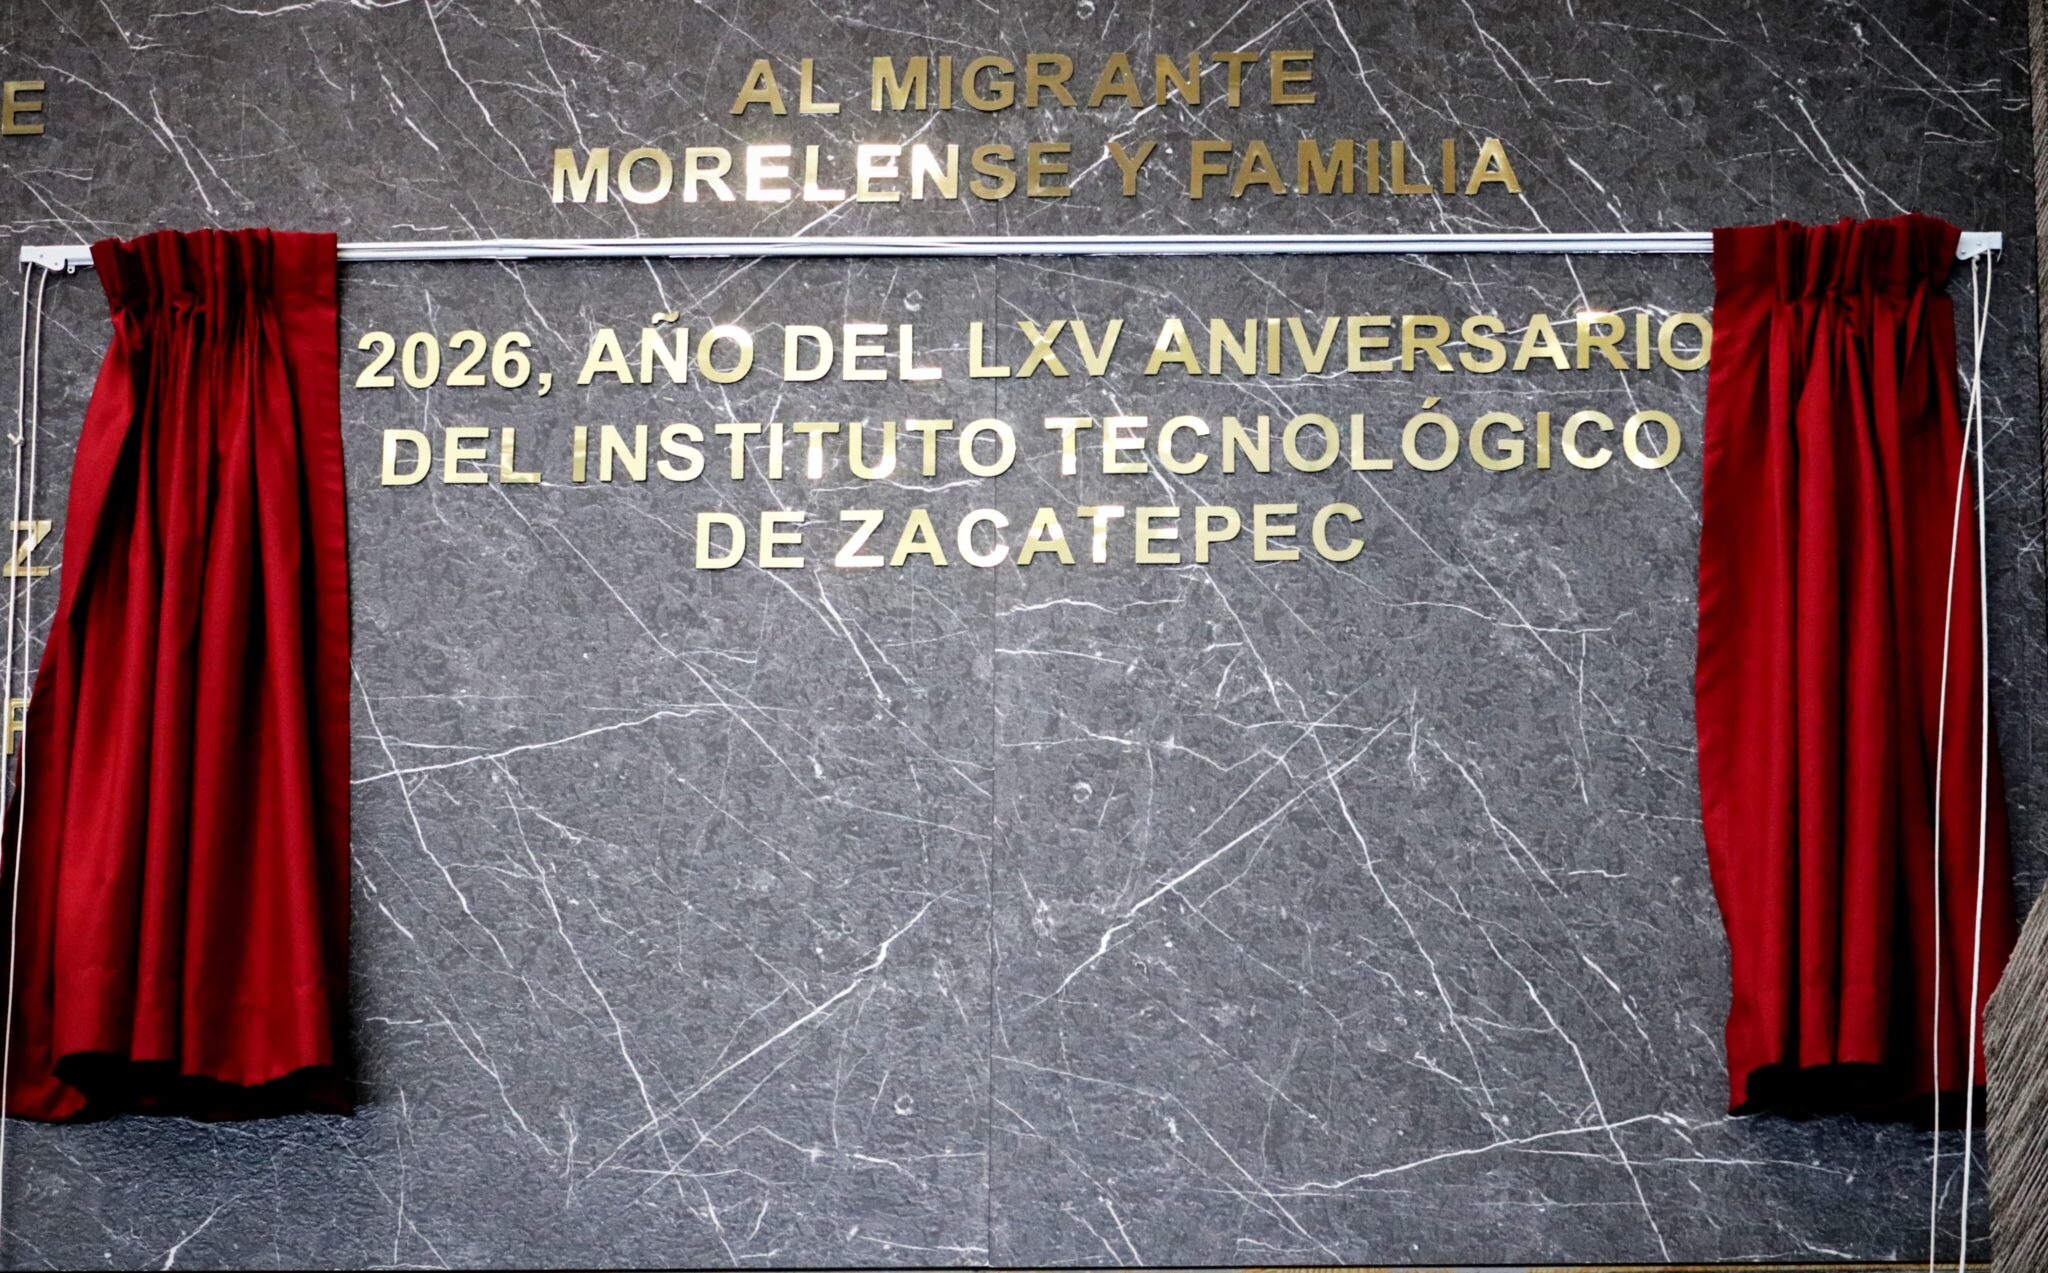 AL MIGRANTE
MORELENSE Y FAMILIA
2026, AÑO DEL LXV ANIVERSARIO
DEL INSTITUTO TECNOLÓGICO
DE ZACATEPEC